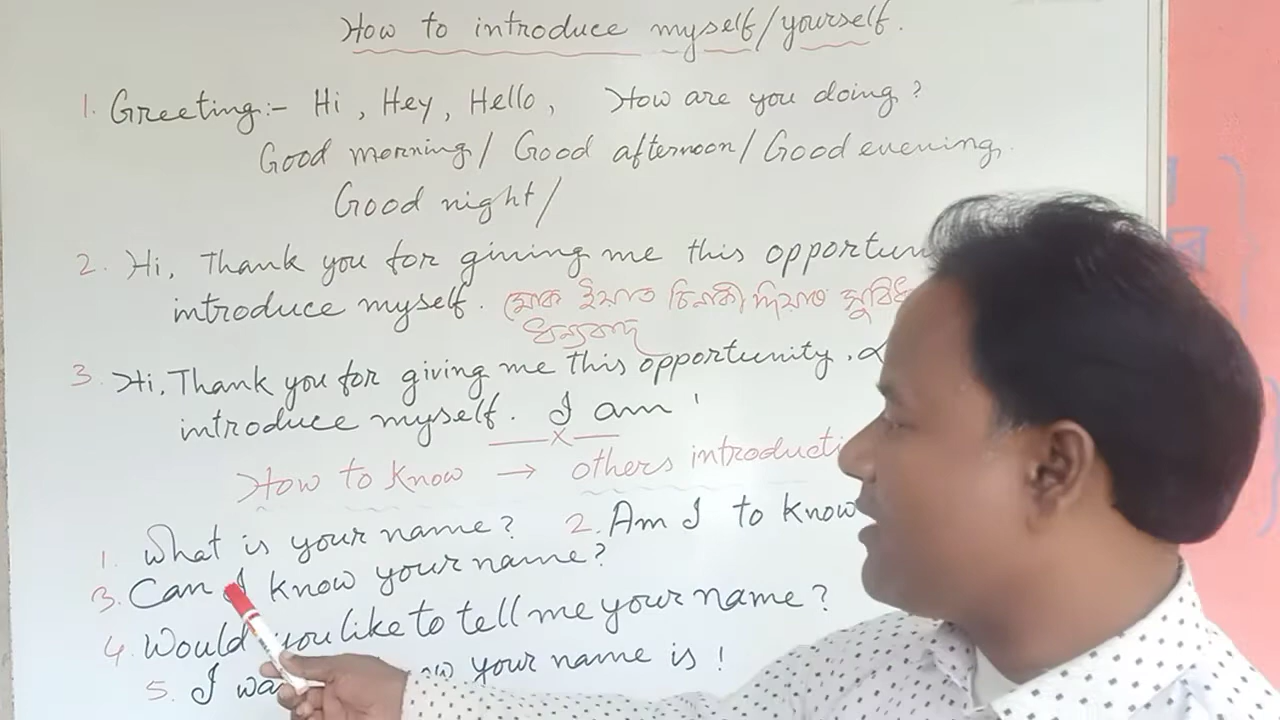 How to introduce myself/yourself.
1. Greeting:- Hi, Hey, Hello, How are you doing?
Good morning/ Good afternoon/ Good evening.
Good night/
2. Hi, Thank you for giving me this opportun
introduce myself. মোক ইয়াত চিনাকী দিয়াৰ সুবিধ
ধন্যবাদ
3. Hi, Thank you for giving me this opportunity,
introduce myself. I am '
—x—
How to know → others introducti
1. What is your name? 2. Am I to know
3. Can I know your name?
4. Would you like to tell me your name?
5. I wa your name is!